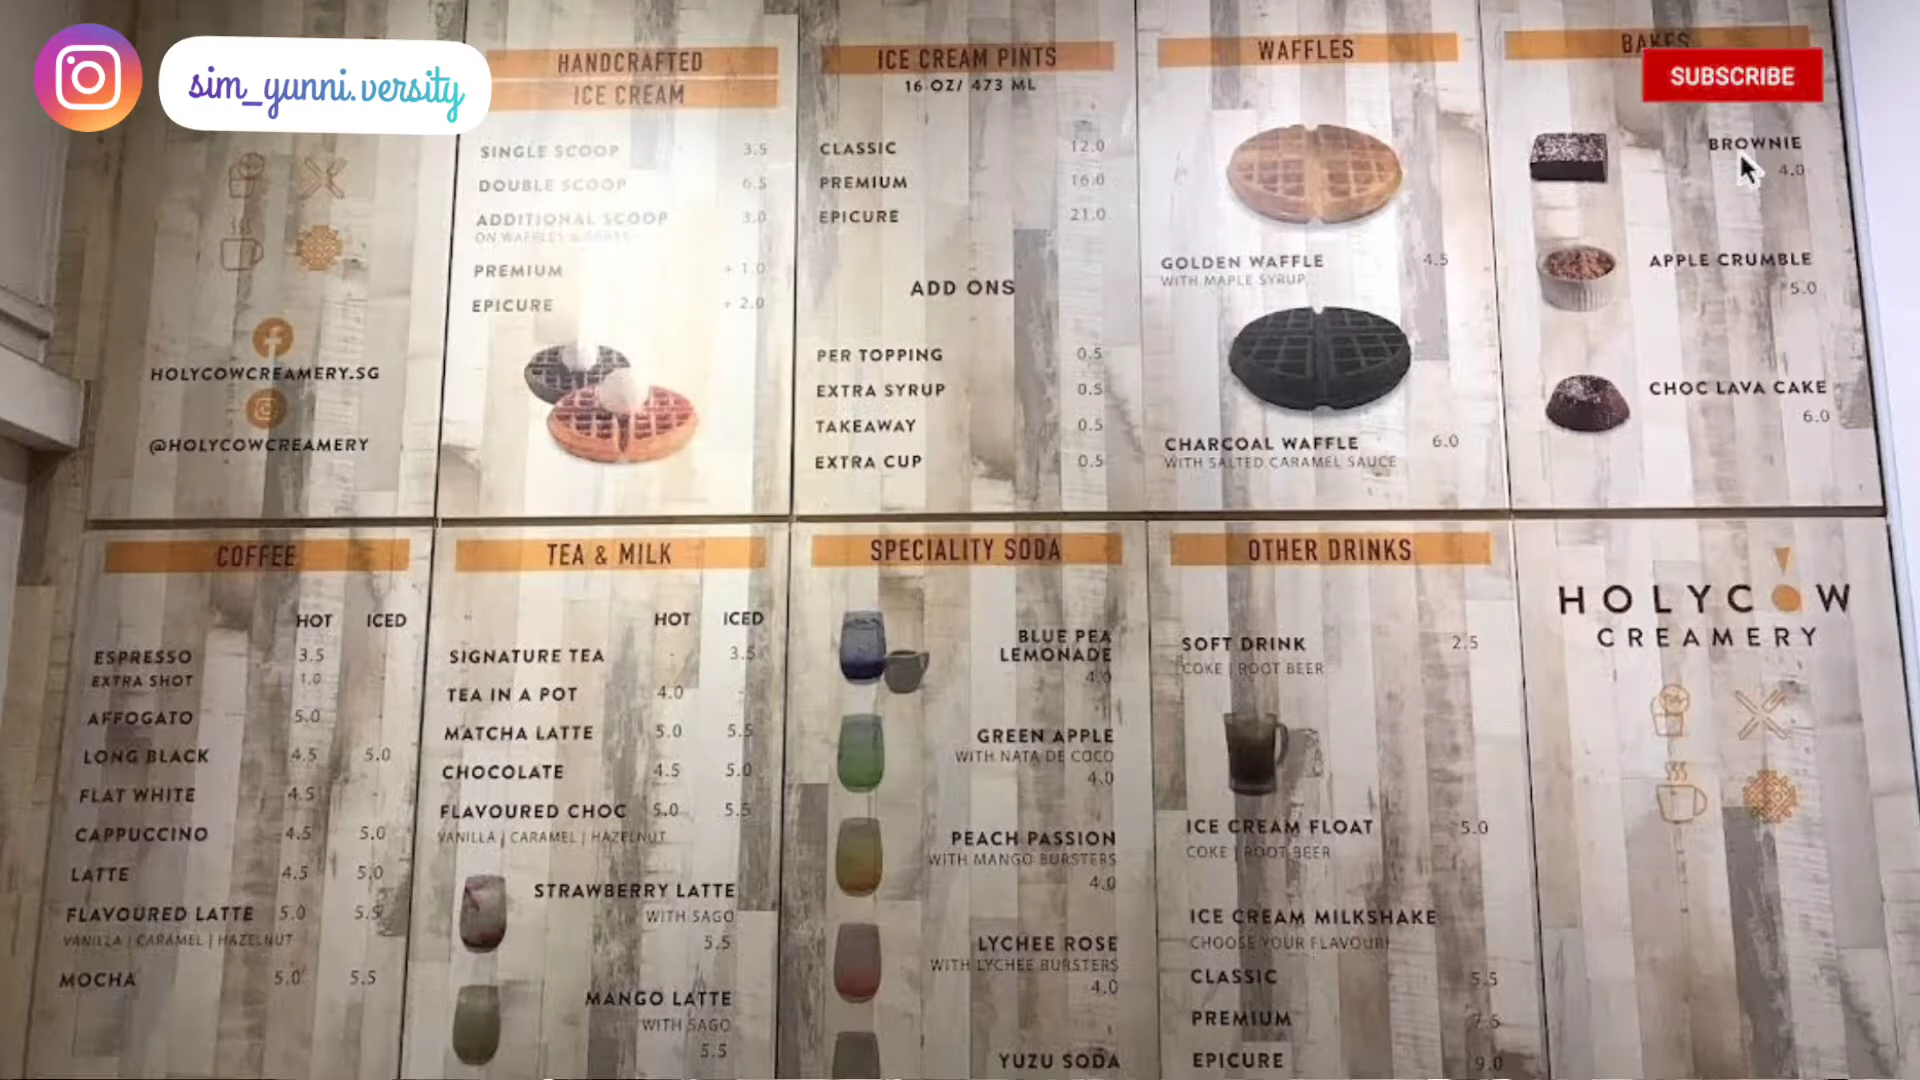 sim_yunni.versity
SUBSCRIBE
HOLYCOWCREAMERY.SG
@HOLYCOWCREAMERY
HANDCRAFTED
ICE CREAM
SINGLE SCOOP 3.5
DOUBLE SCOOP 6.5
ADDITIONAL SCOOP 3.0
ON WAFFLES & BAKES
PREMIUM + 1.0
EPICURE + 2.0
ICE CREAM PINTS
16 OZ/ 473 ML
CLASSIC 12.0
PREMIUM 16.0
EPICURE 21.0
ADD ONS
PER TOPPING 0.5
EXTRA SYRUP 0.5
TAKEAWAY 0.5
EXTRA CUP 0.5
WAFFLES
GOLDEN WAFFLE 4.5
WITH MAPLE SYRUP
CHARCOAL WAFFLE 6.0
WITH SALTED CARAMEL SAUCE
BAKES
BROWNIE
4.0
APPLE CRUMBLE
5.0
CHOC LAVA CAKE
6.0
COFFEE
HOT ICED
ESPRESSO 3.5
EXTRA SHOT 1.0
AFFOGATO 5.0 -
LONG BLACK 4.5 5.0
FLAT WHITE 4.5 -
CAPPUCCINO 4.5 5.0
LATTE 4.5 5.0
FLAVOURED LATTE 5.0 5.5
VANILLA | CARAMEL | HAZELNUT
MOCHA 5.0 5.5
TEA & MILK
HOT ICED
SIGNATURE TEA - 3.5
TEA IN A POT 4.0 -
MATCHA LATTE 5.0 5.5
CHOCOLATE 4.5 5.0
FLAVOURED CHOC 5.0 5.5
VANILLA | CARAMEL | HAZELNUT
STRAWBERRY LATTE
WITH SAGO
5.5
MANGO LATTE
WITH SAGO
5.5
SPECIALITY SODA
BLUE PEA
LEMONADE
4.0
GREEN APPLE
WITH NATA DE COCO
4.0
PEACH PASSION
WITH MANGO BURSTERS
4.0
LYCHEE ROSE
WITH LYCHEE BURSTERS
4.0
YUZU SODA
OTHER DRINKS
SOFT DRINK 2.5
COKE | ROOT BEER
ICE CREAM FLOAT 5.0
COKE | ROOT BEER
ICE CREAM MILKSHAKE
CHOOSE YOUR FLAVOUR!
CLASSIC 5.5
PREMIUM 7.5
EPICURE 9.0
HOLYCOW
CREAMERY